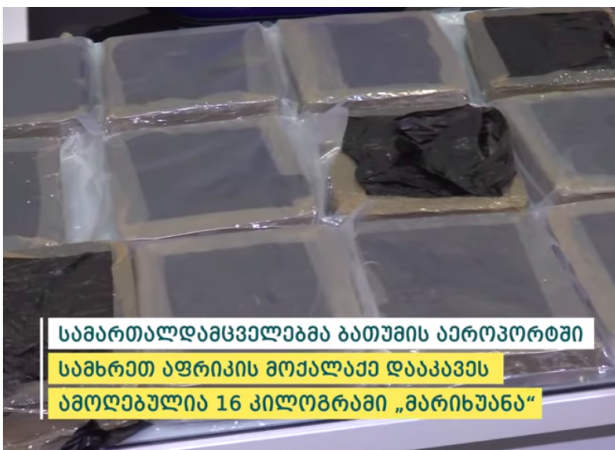 სამართალდამცველებმა ბათუმის აეროპორტში
სამხრეთ აფრიკის მოქალაქე დააკავეს
ამოღებულია 16 კილოგრამი „მარიხუანა“